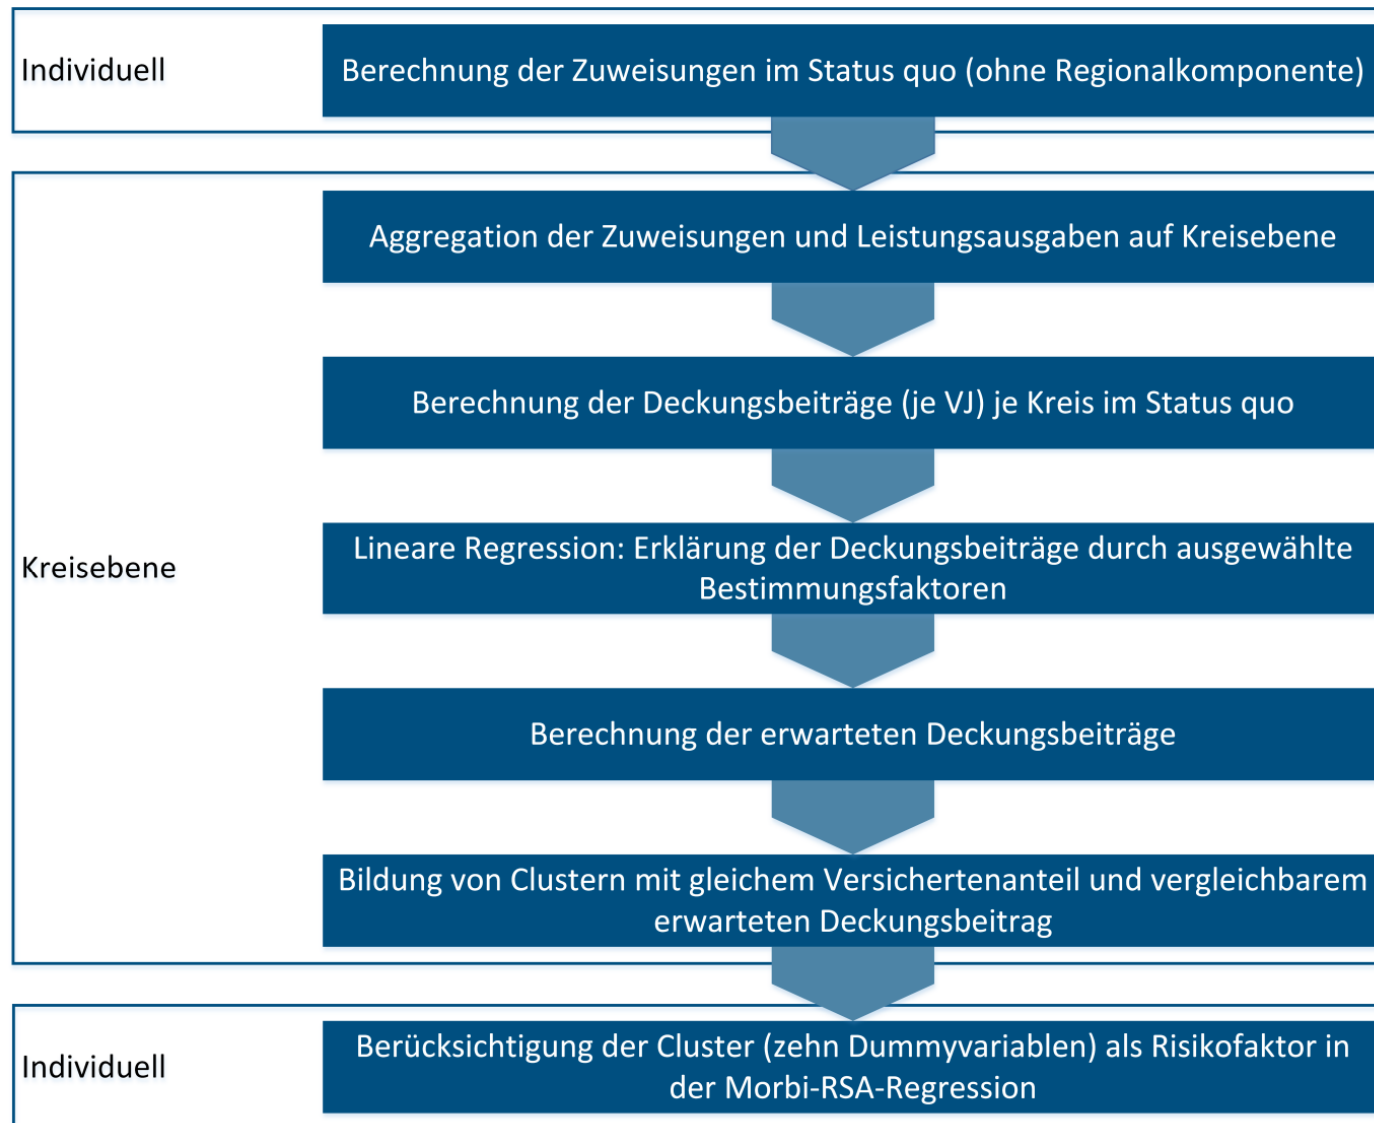 Individuell
Berechnung der Zuweisungen im Status quo (ohne Regionalkomponente)
Aggregation der Zuweisungen und Leistungsausgaben auf Kreisebene
Berechnung der Deckungsbeiträge (je VJ) je Kreis im Status quo
Kreisebene
Lineare Regression: Erklärung der Deckungsbeiträge durch ausgewählte
Bestimmungsfaktoren
Berechnung der erwarteten Deckungsbeiträge
Bildung von Clustern mit gleichem Versichertenanteil und vergleichbarem
erwarteten Deckungsbeitrag
Individuell
Berücksichtigung der Cluster (zehn Dummyvariablen) als Risikofaktor in
der Morbi-RSA-Regression